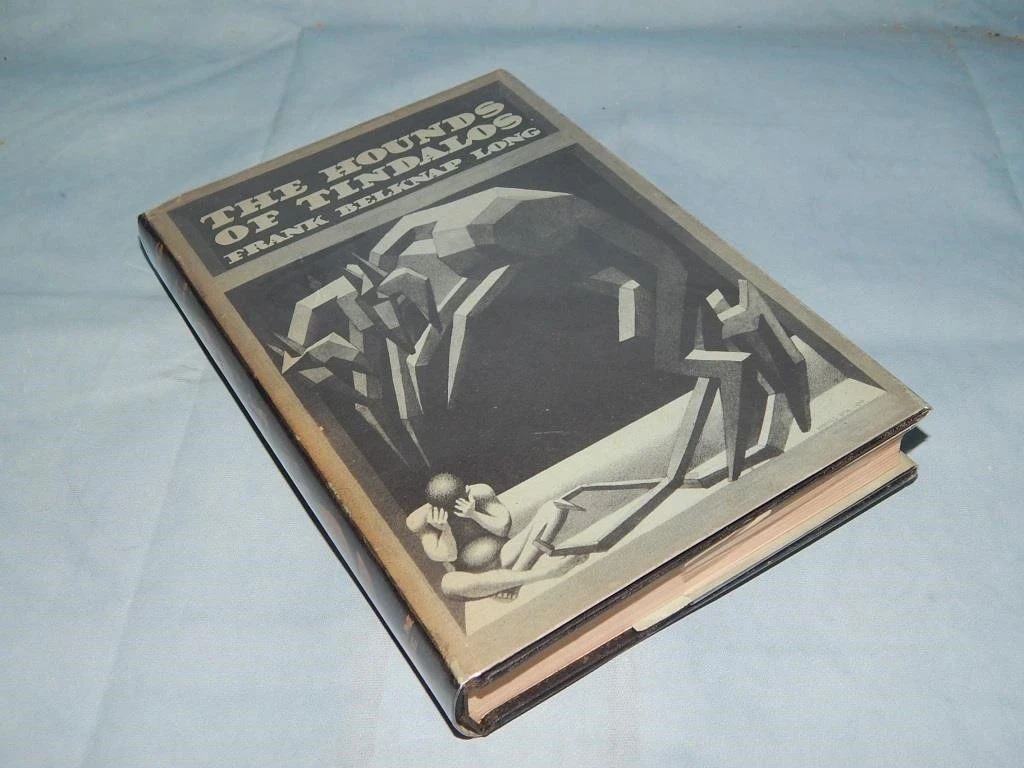 THE HOUNDS
OF TINDALOS
FRANK BELKNAP LONG